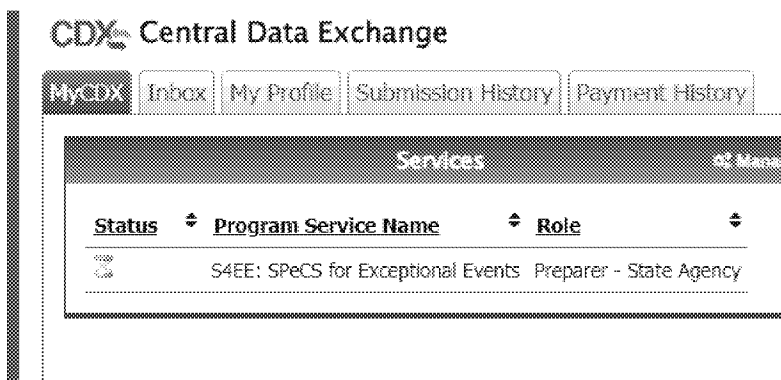 CDX Central Data Exchange
MyCDX Inbox My Profile Submission History Payment History
Services
Status Program Service Name Role
S4EE: SPeCS for Exceptional Events Preparer - State Agency